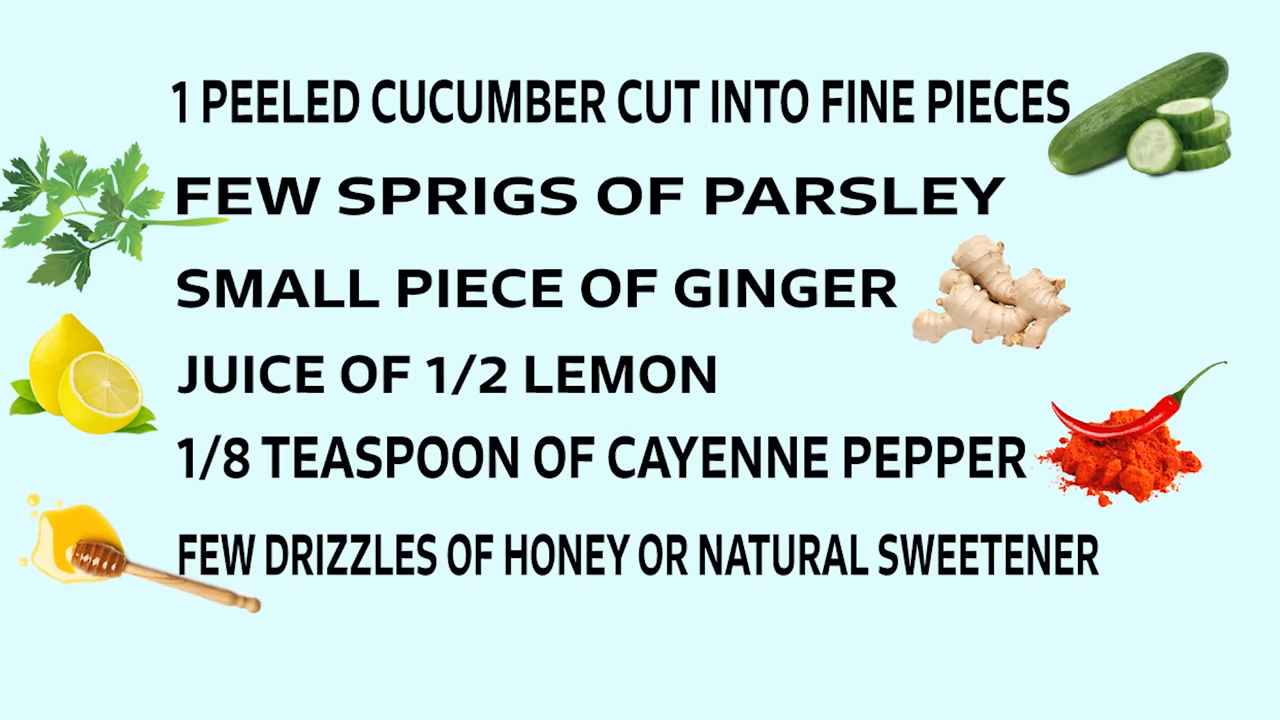 1 PEELED CUCUMBER CUT INTO FINE PIECES
FEW SPRIGS OF PARSLEY
SMALL PIECE OF GINGER
JUICE OF 1/2 LEMON
1/8 TEASPOON OF CAYENNE PEPPER
FEW DRIZZLES OF HONEY OR NATURAL SWEETENER